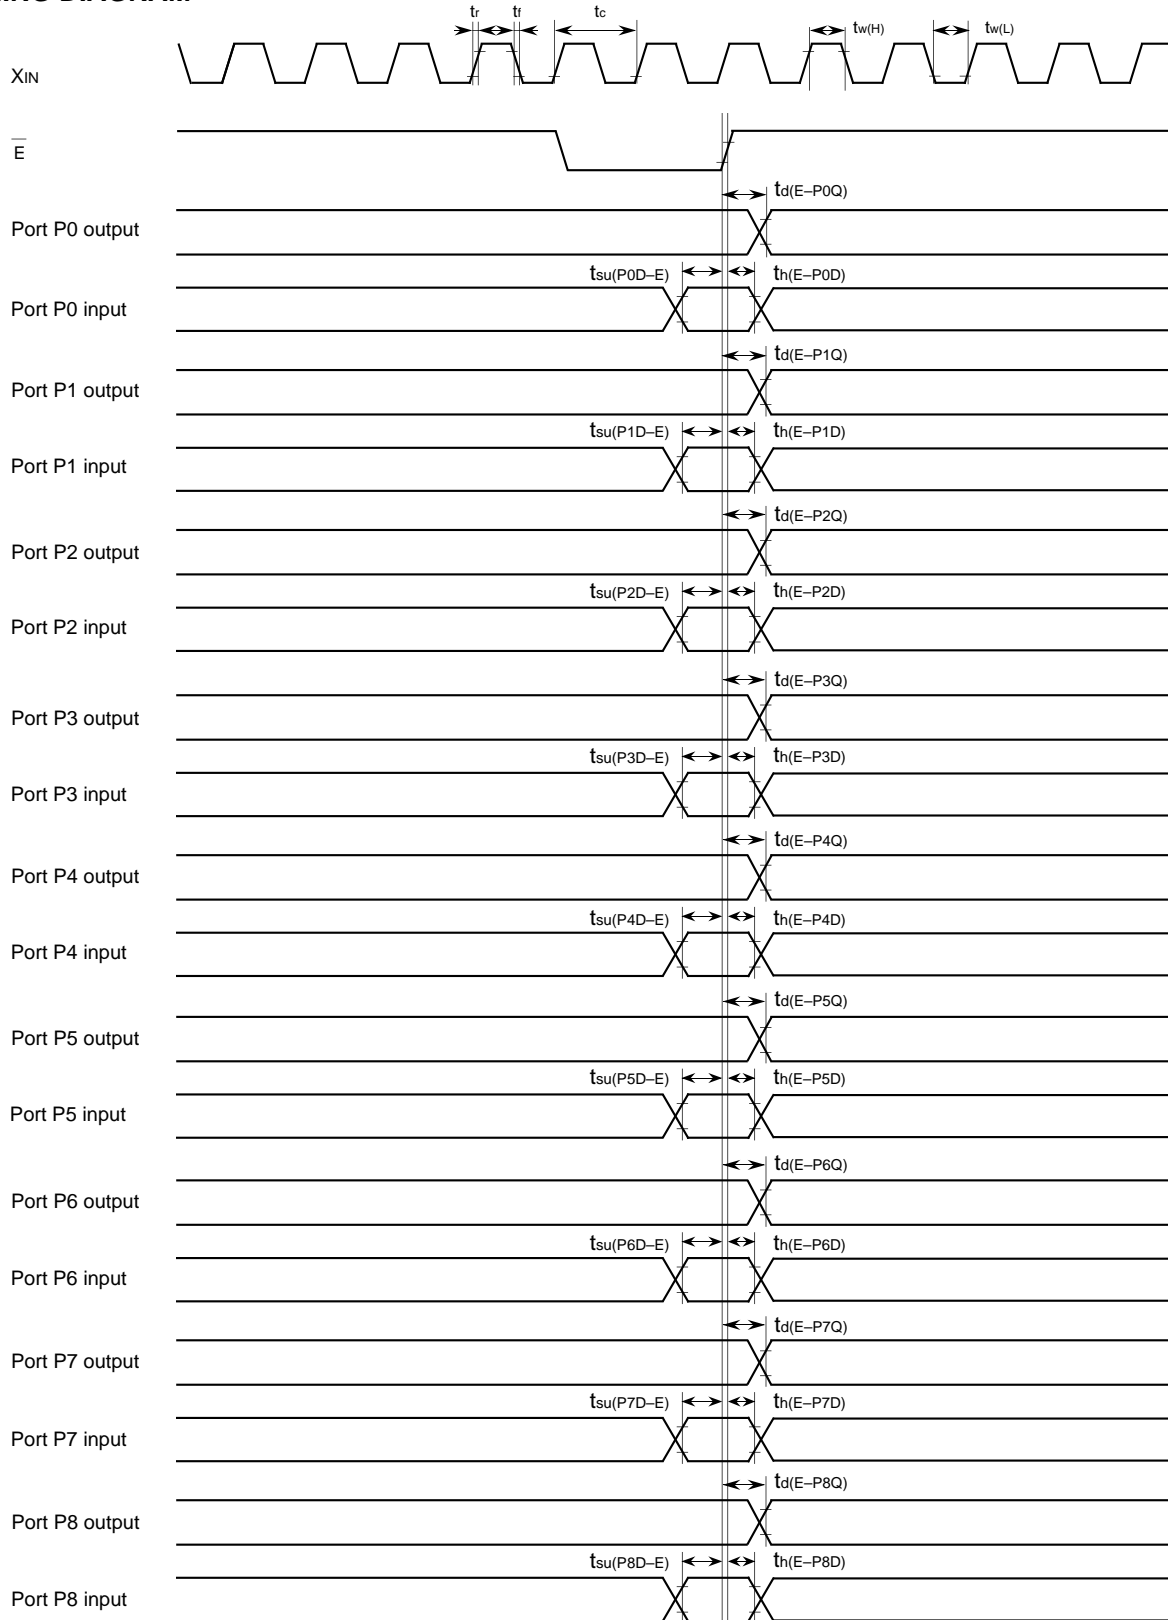 tr tf tc tw(H) tw(L)
XIN
E
td(E–P0Q)
Port P0 output
tsu(P0D–E) th(E–P0D)
Port P0 input
td(E–P1Q)
Port P1 output
tsu(P1D–E) th(E–P1D)
Port P1 input
td(E–P2Q)
Port P2 output
tsu(P2D–E) th(E–P2D)
Port P2 input
td(E–P3Q)
Port P3 output
tsu(P3D–E) th(E–P3D)
Port P3 input
td(E–P4Q)
Port P4 output
tsu(P4D–E) th(E–P4D)
Port P4 input
td(E–P5Q)
Port P5 output
tsu(P5D–E) th(E–P5D)
Port P5 input
td(E–P6Q)
Port P6 output
tsu(P6D–E) th(E–P6D)
Port P6 input
td(E–P7Q)
Port P7 output
tsu(P7D–E) th(E–P7D)
Port P7 input
td(E–P8Q)
Port P8 output
tsu(P8D–E) th(E–P8D)
Port P8 input